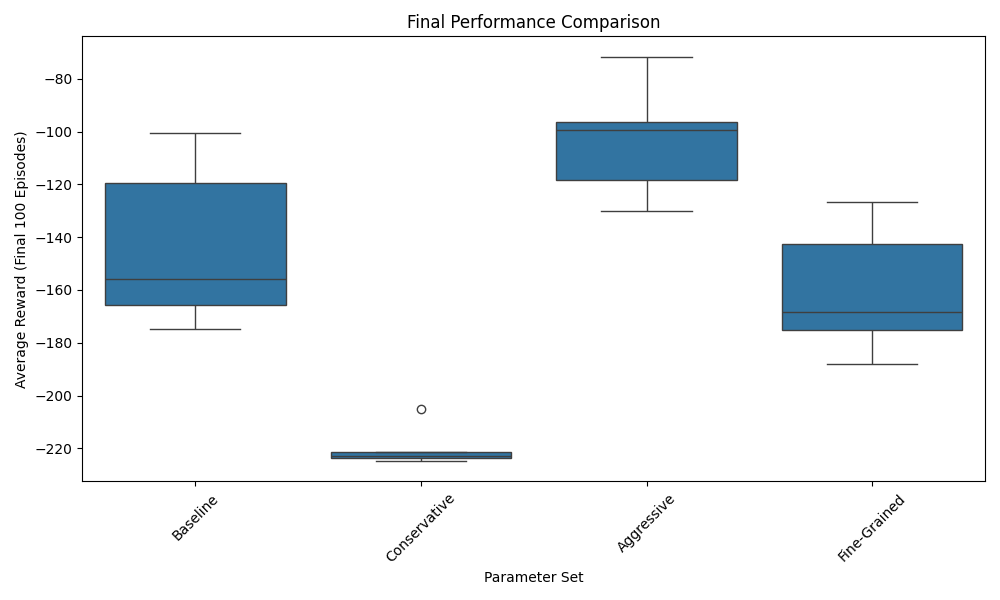 Final Performance Comparison
Average Reward (Final 100 Episodes)
−80
−100
−120
−140
−160
−180
−200
−220
Baseline
Conservative
Aggressive
Fine-Grained
Parameter Set